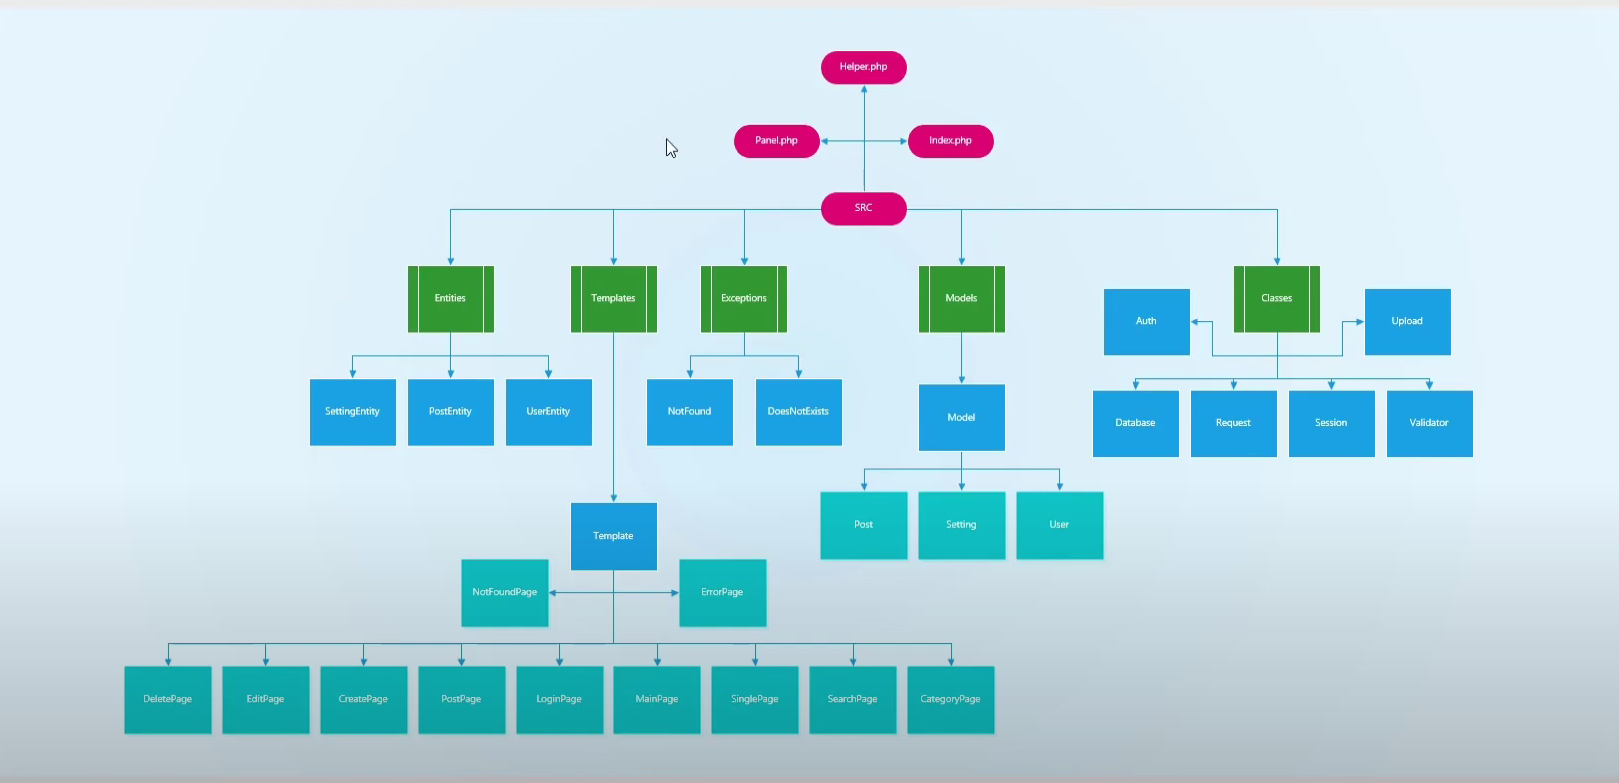 Helper.php
Panel.php
Index.php
SRC
Entities
Templates
Exceptions
Models
Classes
Auth
Upload
SettingEntity
PostEntity
UserEntity
NotFound
DoesNotExists
Model
Database
Request
Session
Validator
Post
Setting
User
Template
NotFoundPage
ErrorPage
DeletePage
EditPage
CreatePage
PostPage
LoginPage
MainPage
SinglePage
SearchPage
CategoryPage